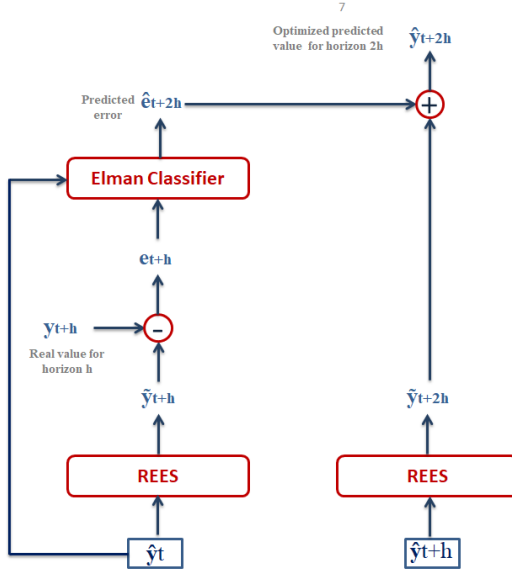 7
Optimized predicted
value for horizon 2h
ŷt+2h
Predicted
error
êt+2h
+
Elman Classifier
et+h
yt+h
-
Real value for
horizon h
ỹt+h
ỹt+2h
REES
REES
ŷt
ŷt+h